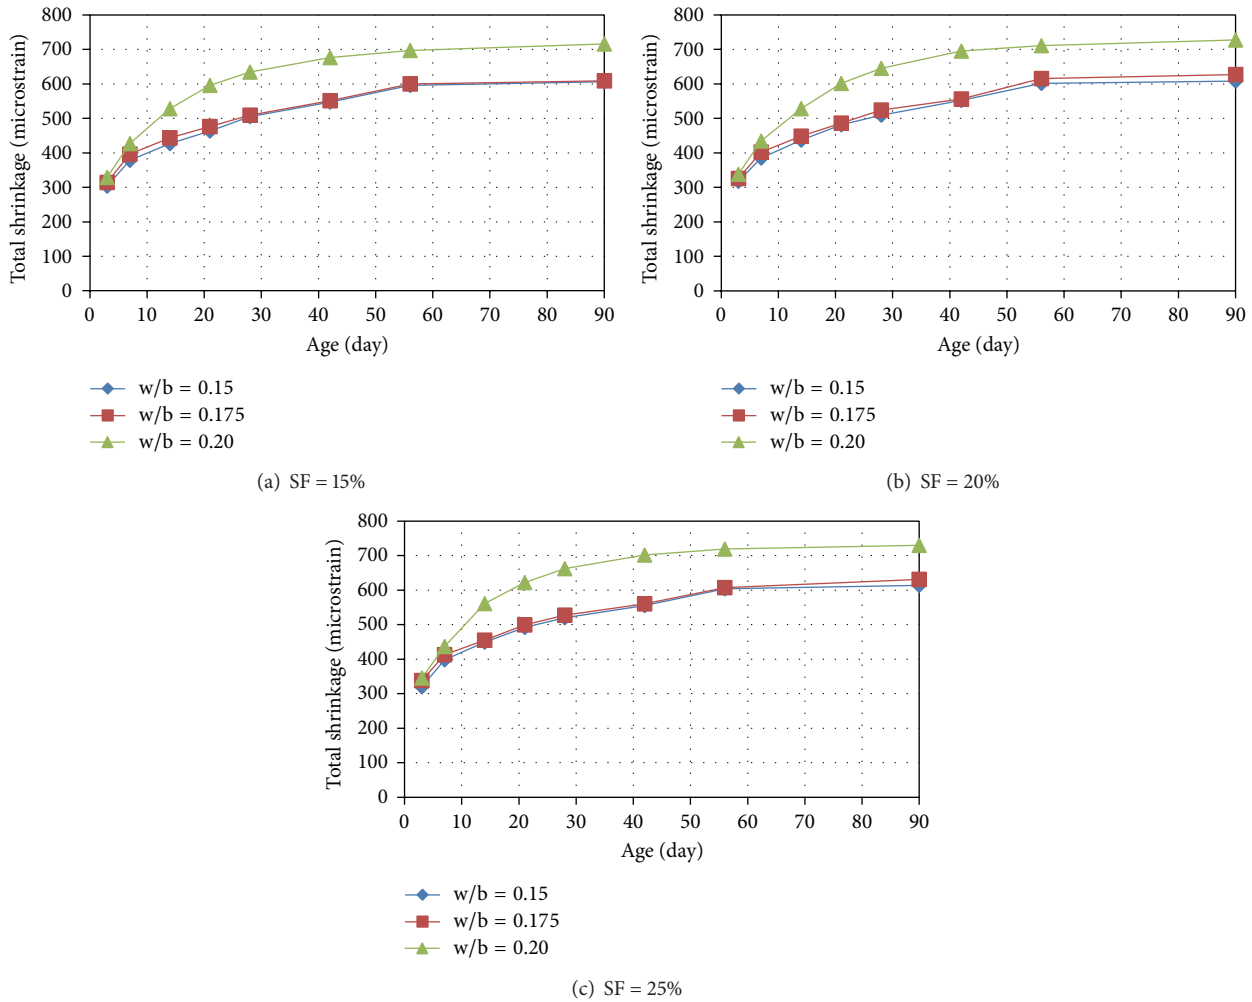 Total shrinkage (microstrain)
800
700
600
500
400
300
200
100
0
0 10 20 30 40 50 60 70 80 90
Age (day)
w/b = 0.15
w/b = 0.175
w/b = 0.20
(a) SF = 15%
Total shrinkage (microstrain)
800
700
600
500
400
300
200
100
0
0 10 20 30 40 50 60 70 80 90
Age (day)
w/b = 0.15
w/b = 0.175
w/b = 0.20
(b) SF = 20%
Total shrinkage (microstrain)
800
700
600
500
400
300
200
100
0
0 10 20 30 40 50 60 70 80 90
Age (day)
w/b = 0.15
w/b = 0.175
w/b = 0.20
(c) SF = 25%